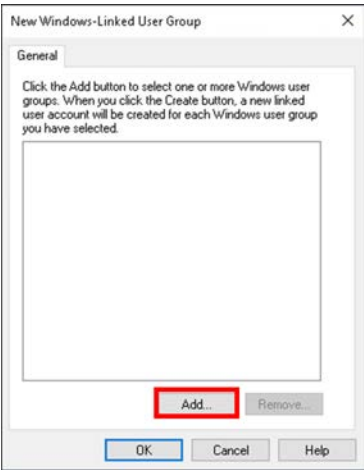 New Windows-Linked User Group
General
Click the Add button to select one or more Windows user
groups. When you click the Create button, a new linked
user account will be created for each Windows user group
you have selected.
Add... Remove...
OK Cancel Help